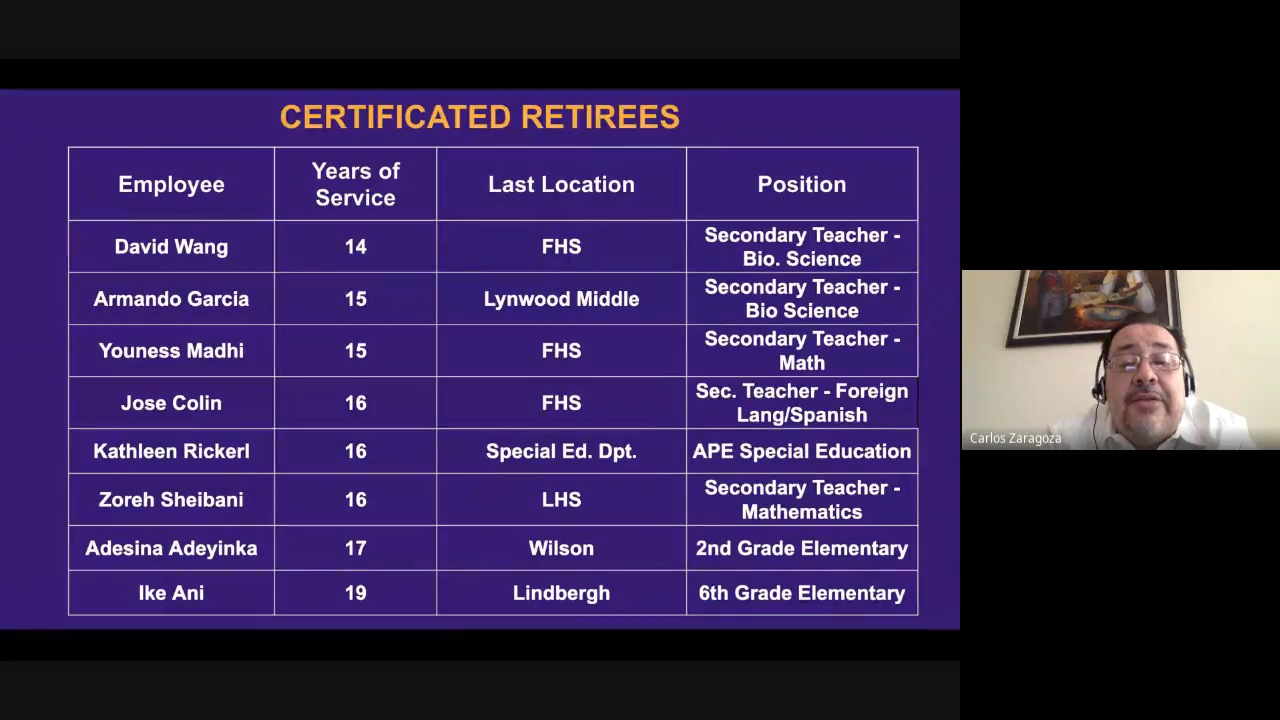 CERTIFICATED RETIREES
Employee
Years of
Service
Last Location
Position
David Wang
14
FHS
Secondary Teacher -
Bio. Science
Armando Garcia
15
Lynwood Middle
Secondary Teacher -
Bio Science
Youness Madhi
15
FHS
Secondary Teacher -
Math
Jose Colin
16
FHS
Sec. Teacher - Foreign
Lang/Spanish
Kathleen Rickerl
16
Special Ed. Dpt.
APE Special Education
Zoreh Sheibani
16
LHS
Secondary Teacher -
Mathematics
Adesina Adeyinka
17
Wilson
2nd Grade Elementary
Ike Ani
19
Lindbergh
6th Grade Elementary
Carlos Zaragoza